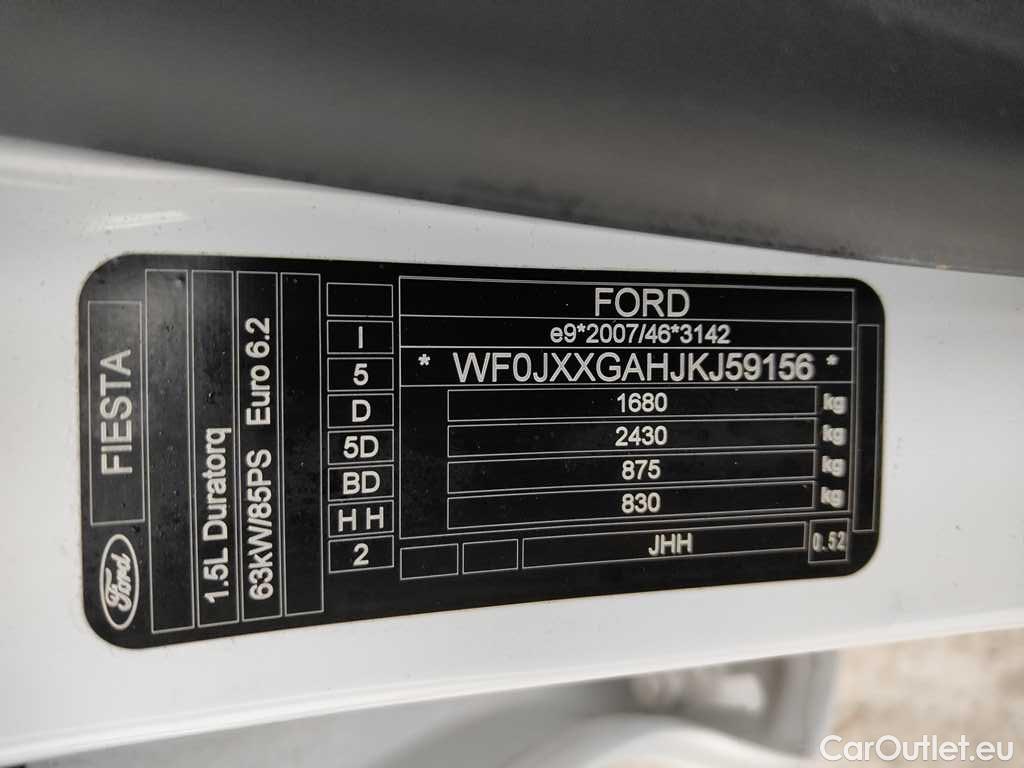 FORD
e9*2007/46*3142
* WF0JXXGAHJKJ59156 *
1680 kg
2430 kg
875 kg
830 kg
JHH 0.52
I
5
D
5D
BD
H H
2
Ford FIESTA
1.5L Duratorq
63kW/85PS Euro 6.2
CarOutlet.eu